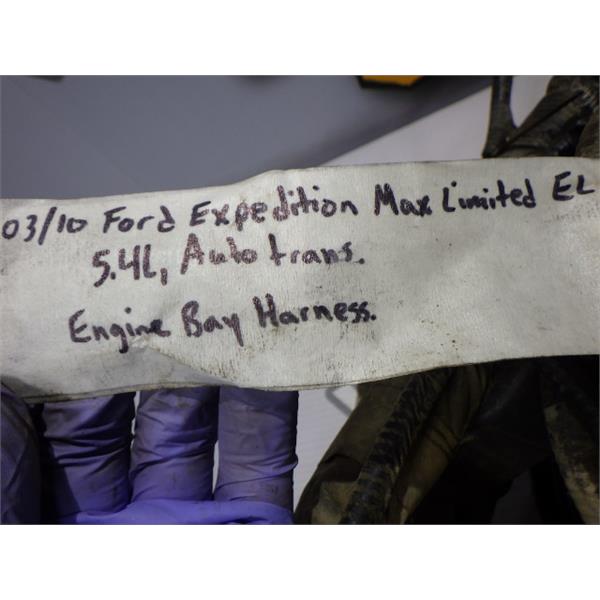 03/10 Ford Expedition Max Limited EL
5.4L, Auto trans.
Engine Bay Harness.